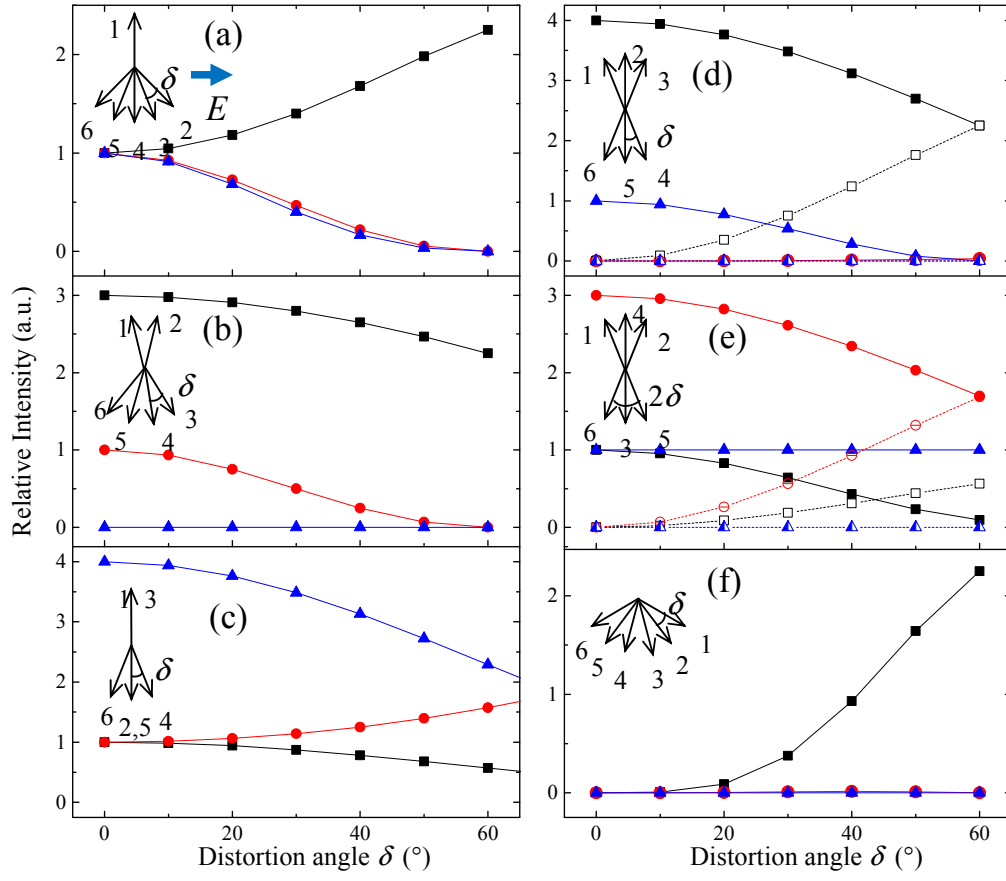 Relative Intensity (a.u.)
(a)
2
1
0
1
δ
E
6 5 4 3 2
(b)
3
2
1
0
1 2
δ
6 5 4 3
(c)
4
3
2
1
0
1 3
δ
6 2,5 4
0 20 40 60
Distortion angle δ (°)
(d)
4
3
2
1
0
1 2 3
δ
6 5 4
(e)
3
2
1
0
1 4 2
2δ
6 3 5
(f)
2
1
0
δ
6 5 4 3 2 1
0 20 40 60
Distortion angle δ (°)